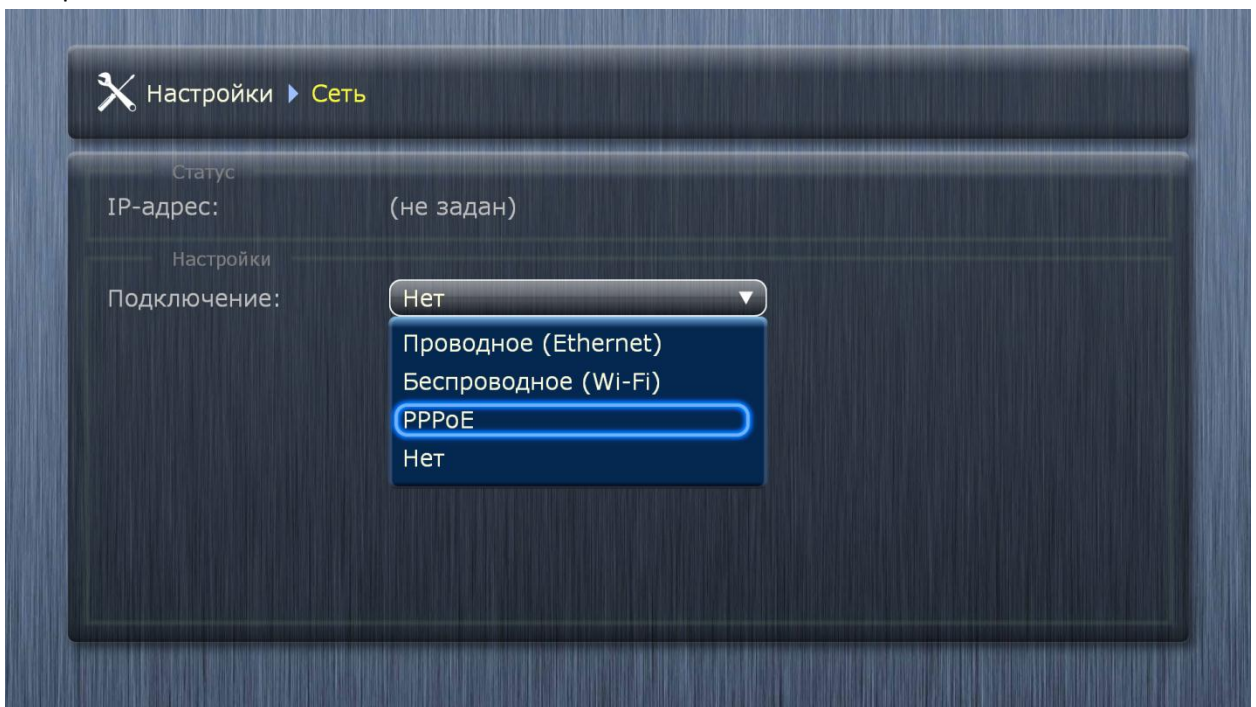 Настройки Сеть
Статус
IP-адрес: (не задан)
Настройки
Подключение: Нет
Проводное (Ethernet)
Беспроводное (Wi-Fi)
PPPoE
Нет